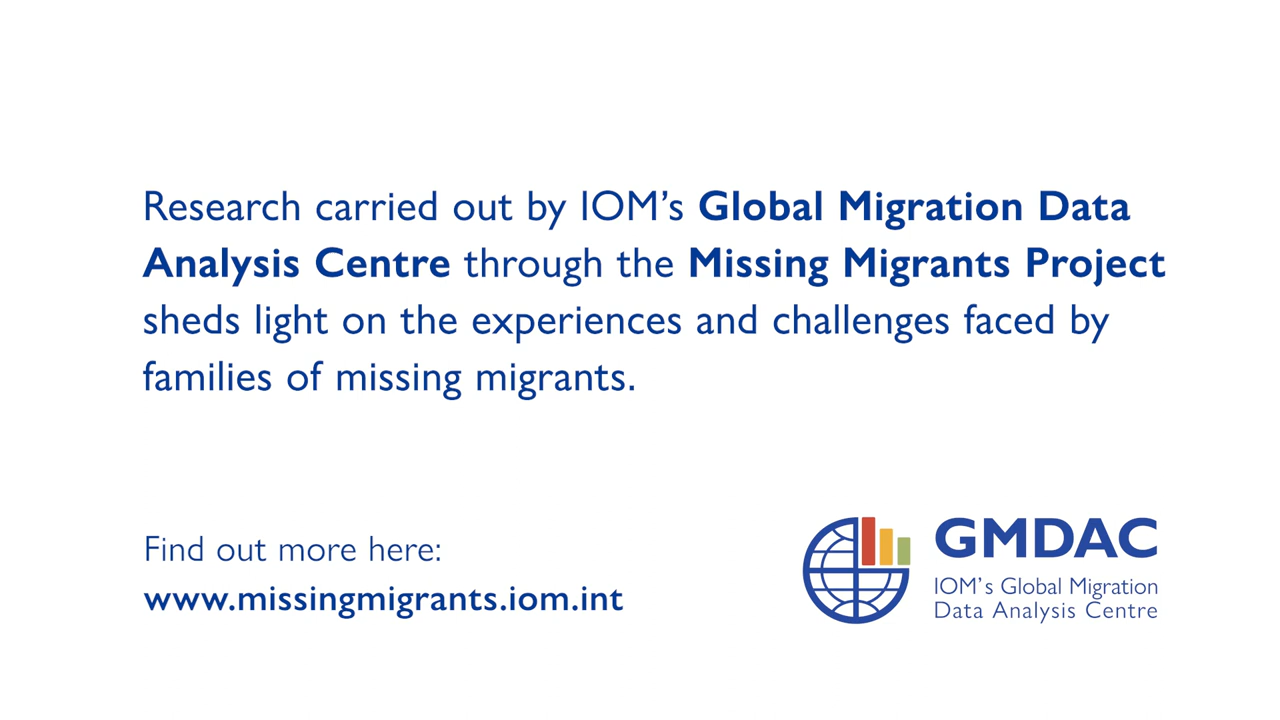 Research carried out by IOM’s Global Migration Data
Analysis Centre through the Missing Migrants Project
sheds light on the experiences and challenges faced by
families of missing migrants.
Find out more here:
www.missingmigrants.iom.int
GMDAC
IOM’s Global Migration
Data Analysis Centre